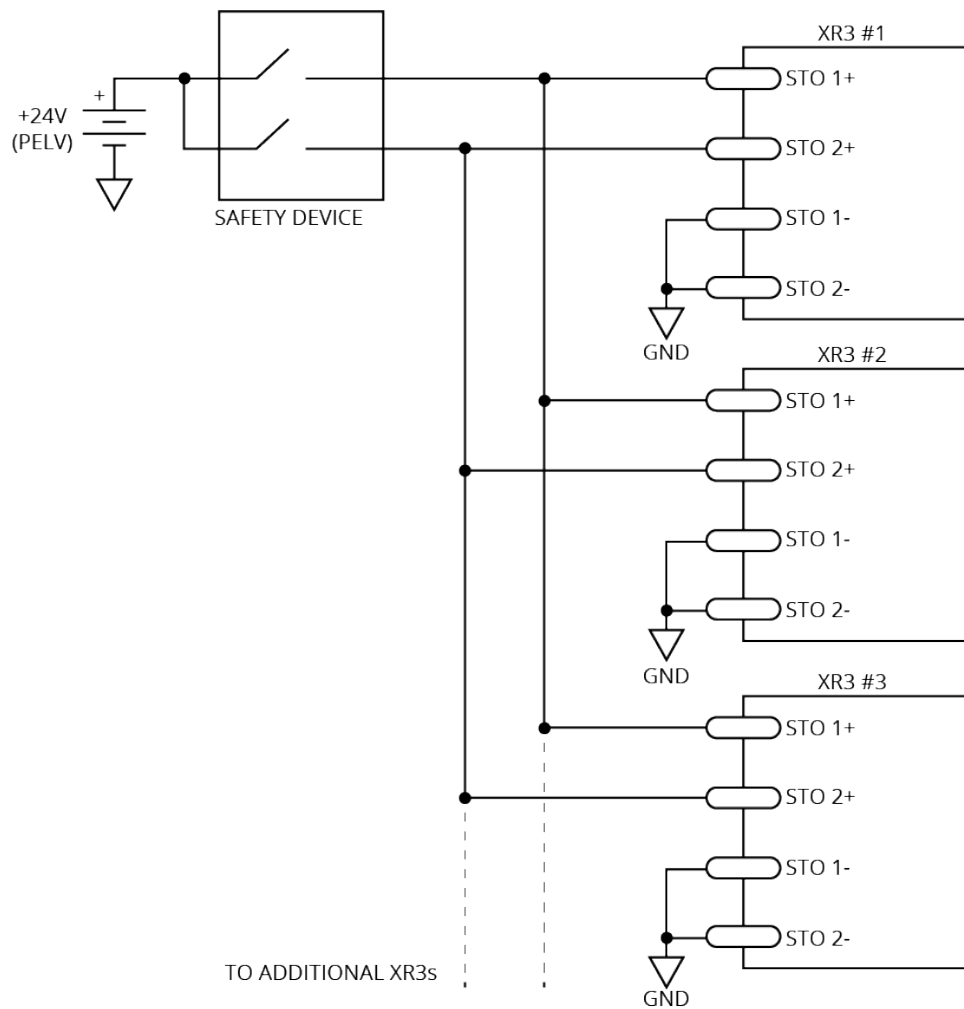 XR3 #1
STO 1+
+
+24V
(PELV)
STO 2+
SAFETY DEVICE
STO 1-
STO 2-
GND
XR3 #2
STO 1+
STO 2+
STO 1-
STO 2-
GND
XR3 #3
STO 1+
STO 2+
STO 1-
STO 2-
TO ADDITIONAL XR3s
GND